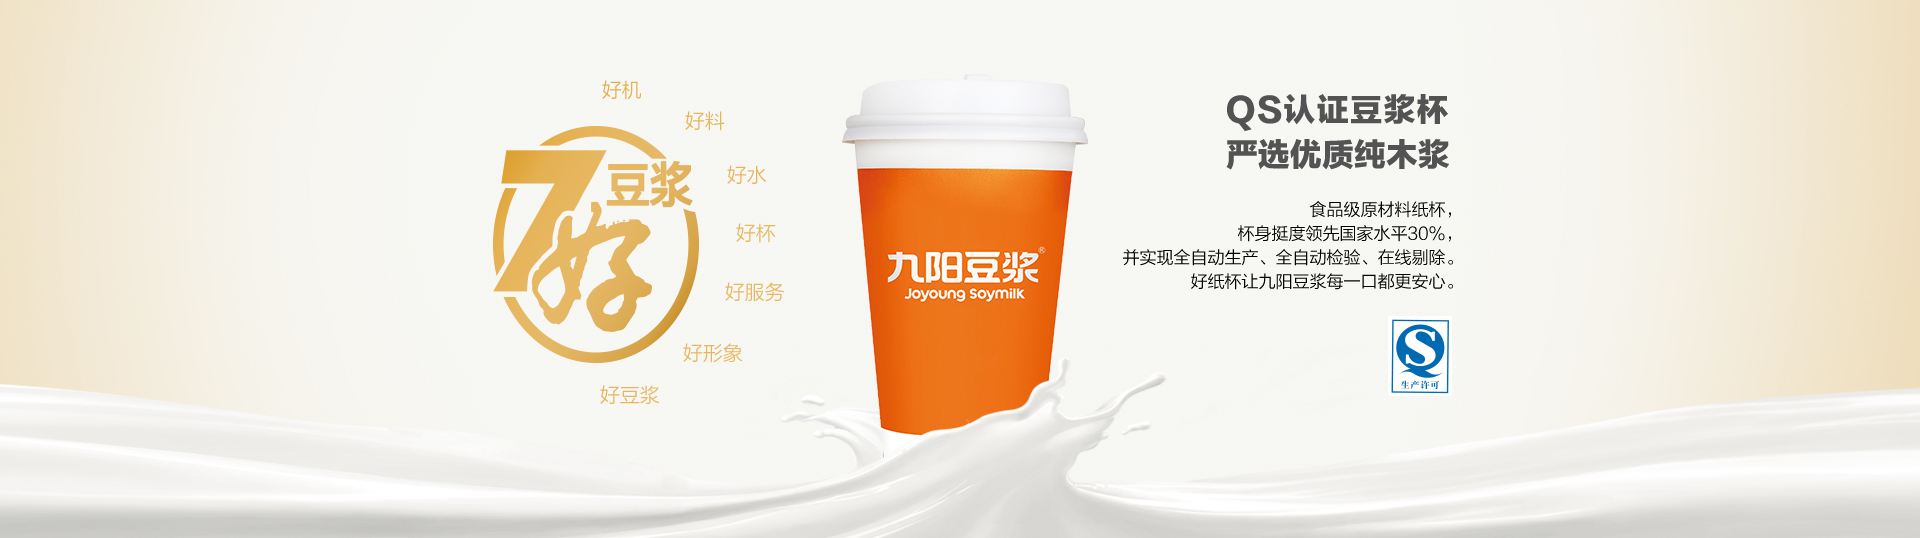 好机
好料
好水
好杯
好服务
好形象
好豆浆
7
豆浆
好
九阳豆浆®
Joyoung Soymilk
QS认证豆浆杯
严选优质纯木浆
食品级原材料纸杯，
杯身挺度领先国家水平30%，
并实现全自动生产、全自动检验、在线剔除。
好纸杯让九阳豆浆每一口都更安心。
QS
生产许可